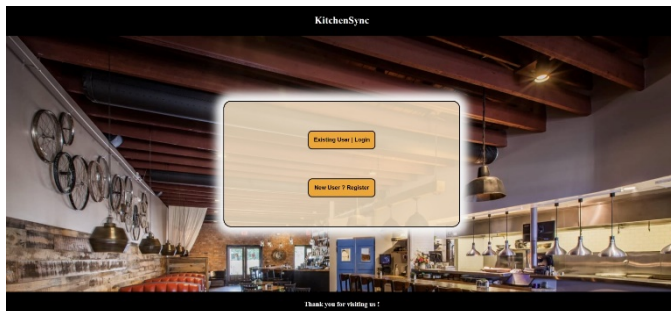 KitchenSync
Existing User | Login
New User ? Register
Thank you for visiting us !